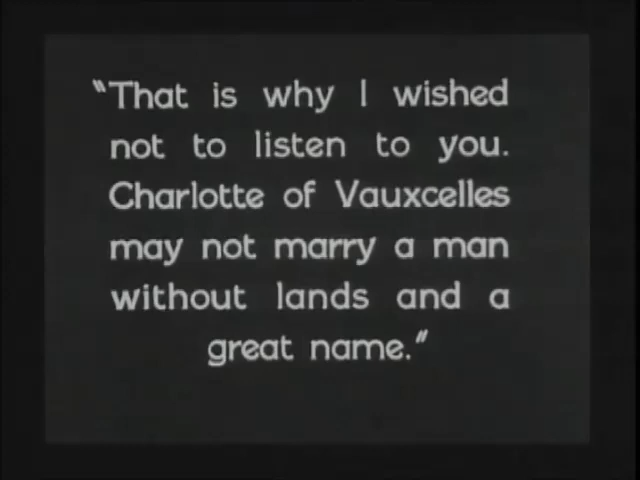 "That is why I wished
not to listen to you.
Charlotte of Vauxcelles
may not marry a man
without lands and a
great name."